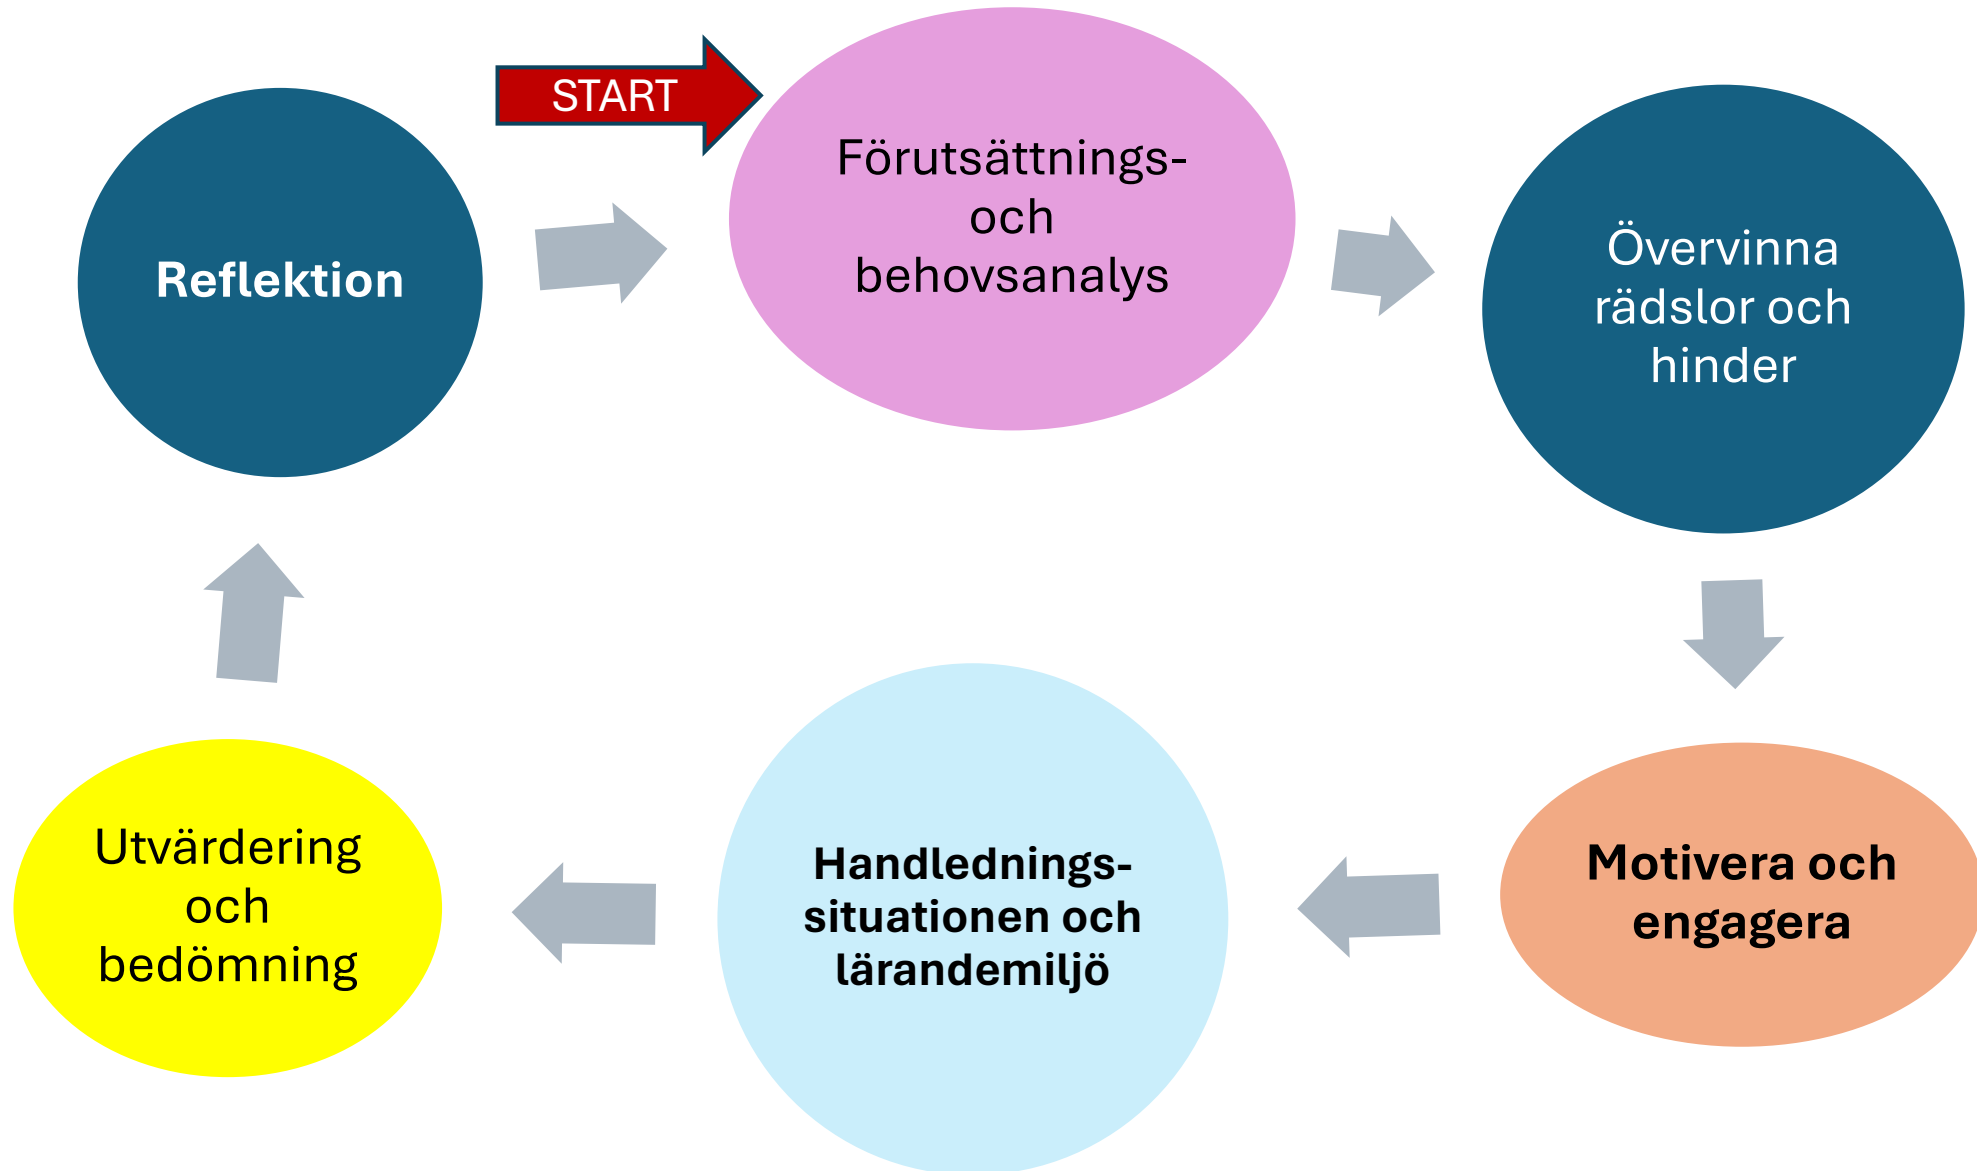 START
Förutsättnings-
och
behovsanalys
Övervinna
rädslor och
hinder
Motivera och
engagera
Handlednings-
situationen och
lärandemiljö
Utvärdering
och
bedömning
Reflektion